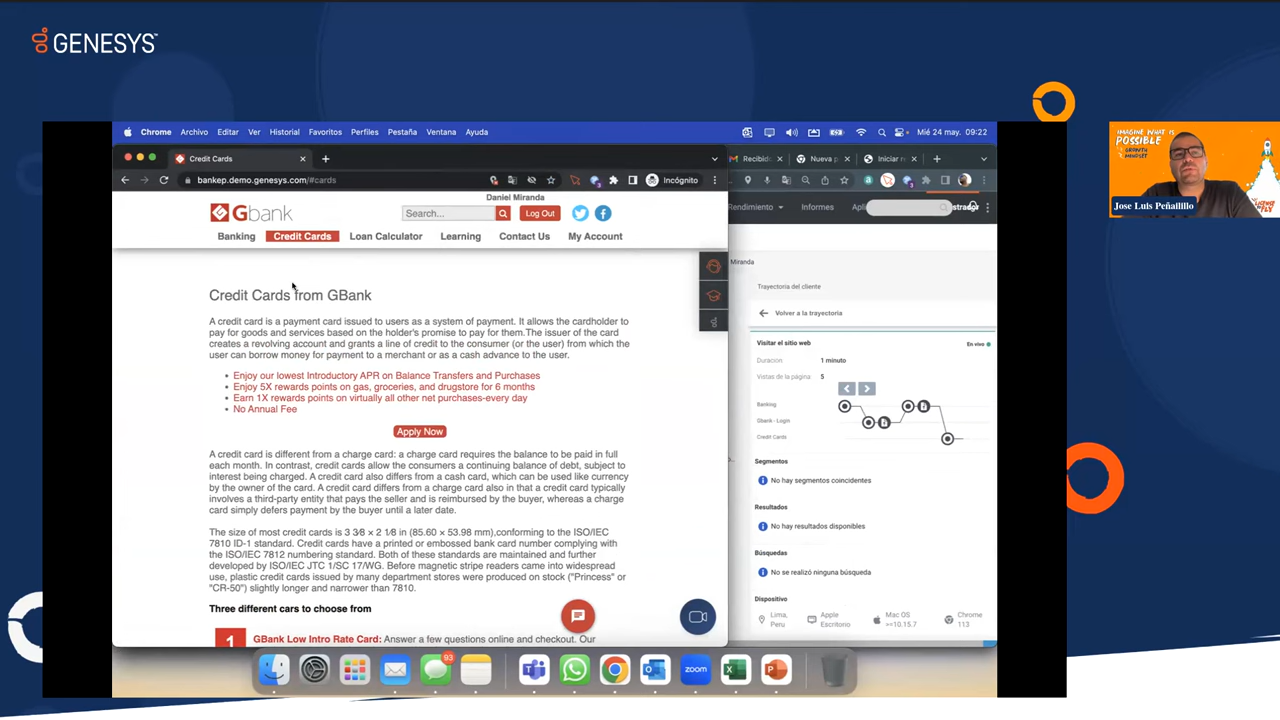 GENESYS™
Chrome Archivo Editar Ver Historial Favoritos Perfiles Pestaña Ventana Ayuda
Mié 24 may. 09:22
Credit Cards
bankep.demo.genesys.com/#cards
Incógnito
Daniel Miranda
Gbank
Search...
Log Out
Banking Credit Cards Loan Calculator Learning Contact Us My Account
Credit Cards from GBank
A credit card is a payment card issued to users as a system of payment. It allows the cardholder to
pay for goods and services based on the holder's promise to pay for them.The issuer of the card
creates a revolving account and grants a line of credit to the consumer (or the user) from which the
user can borrow money for payment to a merchant or as a cash advance to the user.
• Enjoy our lowest Introductory APR on Balance Transfers and Purchases
• Enjoy 5X rewards points on gas, groceries, and drugstore for 6 months
• Earn 1X rewards points on virtually all other net purchases-every day
• No Annual Fee
Apply Now
A credit card is different from a charge card: a charge card requires the balance to be paid in full
each month. In contrast, credit cards allow the consumers a continuing balance of debt, subject to
interest being charged. A credit card also differs from a cash card, which can be used like currency
by the owner of the card. A credit card differs from a charge card also in that a credit card typically
involves a third-party entity that pays the seller and is reimbursed by the buyer, whereas a charge
card simply defers payment by the buyer until a later date.
The size of most credit cards is 3 3⁄8 × 2 1⁄8 in (85.60 × 53.98 mm),conforming to the ISO/IEC
7810 ID-1 standard. Credit cards have a printed or embossed bank card number complying with
the ISO/IEC 7812 numbering standard. Both of these standards are maintained and further
developed by ISO/IEC JTC 1/SC 17/WG. Before magnetic stripe readers came into widespread
use, plastic credit cards issued by many department stores were produced on stock ("Princess" or
"CR-50") slightly longer and narrower than 7810.
Three different cars to choose from
1 GBank Low Intro Rate Card: Answer a few questions online and checkout. Our
Recibid
Nueva p
Iniciar re
Rendimiento Informes
Miranda
Trayectoria del cliente
Volver a la trayectoria
Visitar el sitio web
En vivo
Duración 1 minuto
Vistas de la página 5
Banking
Gbank - Login
Credit Cards
Segmentos
No hay segmentos coincidentes
Resultados
No hay resultados disponibles
Búsquedas
No se realizó ninguna búsqueda
Dispositivo
Lima, Peru
Apple Escritorio
Mac OS >=10.15.7
Chrome 113
93
zoom
IMAGINE WHAT IS
POSSIBLE
GROWTH
MINDSET
Jose Luis Peñailillo